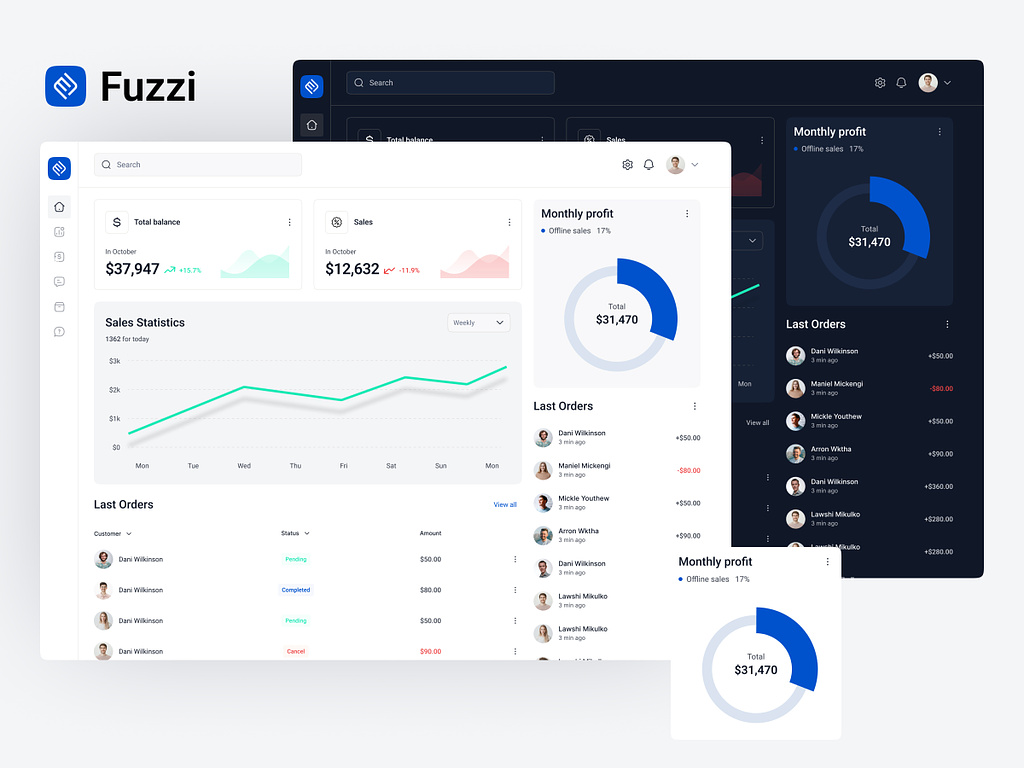 Fuzzi
Search
Total balance
Sales
Monthly profit
Offline sales 17%
Total
$31,470
Last Orders
Dani Wilkinson
3 min ago
+$50.00
Maniel Mickengi
3 min ago
-$80.00
Mickle Youthew
3 min ago
+$50.00
Arron Wktha
3 min ago
+$90.00
Dani Wilkinson
3 min ago
+$360.00
Lawshi Mikulko
3 min ago
+$280.00
Lawshi Mikulko
+$280.00
Mon
View all
Search
Total balance
In October
$37,947 +15.7%
Sales
In October
$12,632 -11.9%
Sales Statistics
1362 for today
Weekly
$3k
$2k
$1k
$0
Mon Tue Wed Thu Fri Sat Sun Mon
Last Orders
View all
Customer Status Amount
Dani Wilkinson Pending $50.00
Dani Wilkinson Completed $80.00
Dani Wilkinson Pending $50.00
Dani Wilkinson Cancel $90.00
Monthly profit
Offline sales 17%
Total
$31,470
Last Orders
Dani Wilkinson
3 min ago
+$50.00
Maniel Mickengi
3 min ago
-$80.00
Mickle Youthew
3 min ago
+$50.00
Arron Wktha
3 min ago
+$90.00
Dani Wilkinson
3 min ago
Lawshi Mikulko
3 min ago
Lawshi Mikulko
3 min ago
Monthly profit
Offline sales 17%
Total
$31,470